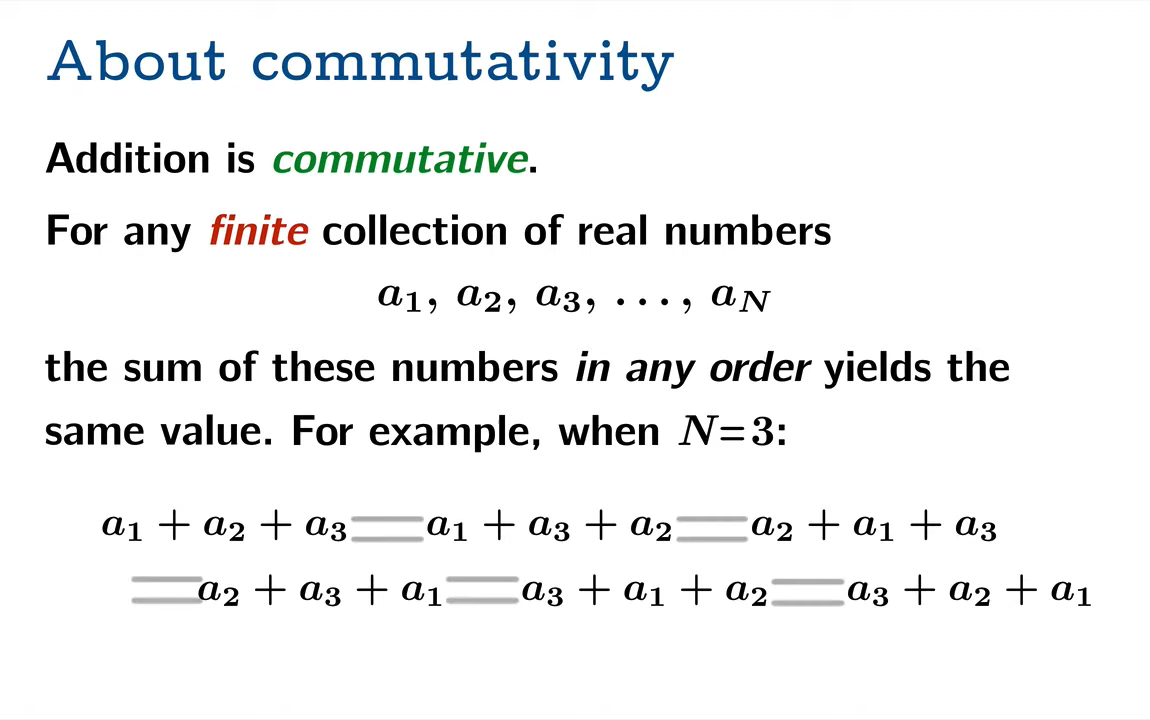 About commutativity
Addition is commutative.
For any finite collection of real numbers
a₁, a₂, a₃, . . . , a_N
the sum of these numbers in any order yields the
same value. For example, when N=3:
a₁ + a₂ + a₃ = a₁ + a₃ + a₂ = a₂ + a₁ + a₃
= a₂ + a₃ + a₁ = a₃ + a₁ + a₂ = a₃ + a₂ + a₁